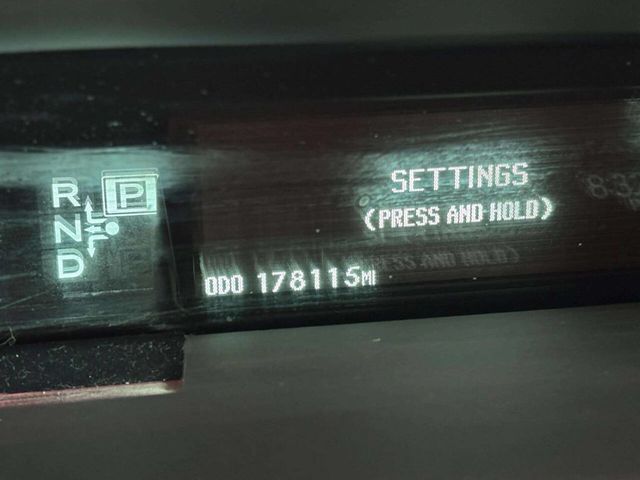 R P
N
D
SETTINGS
(PRESS AND HOLD)
ODO 178115MI